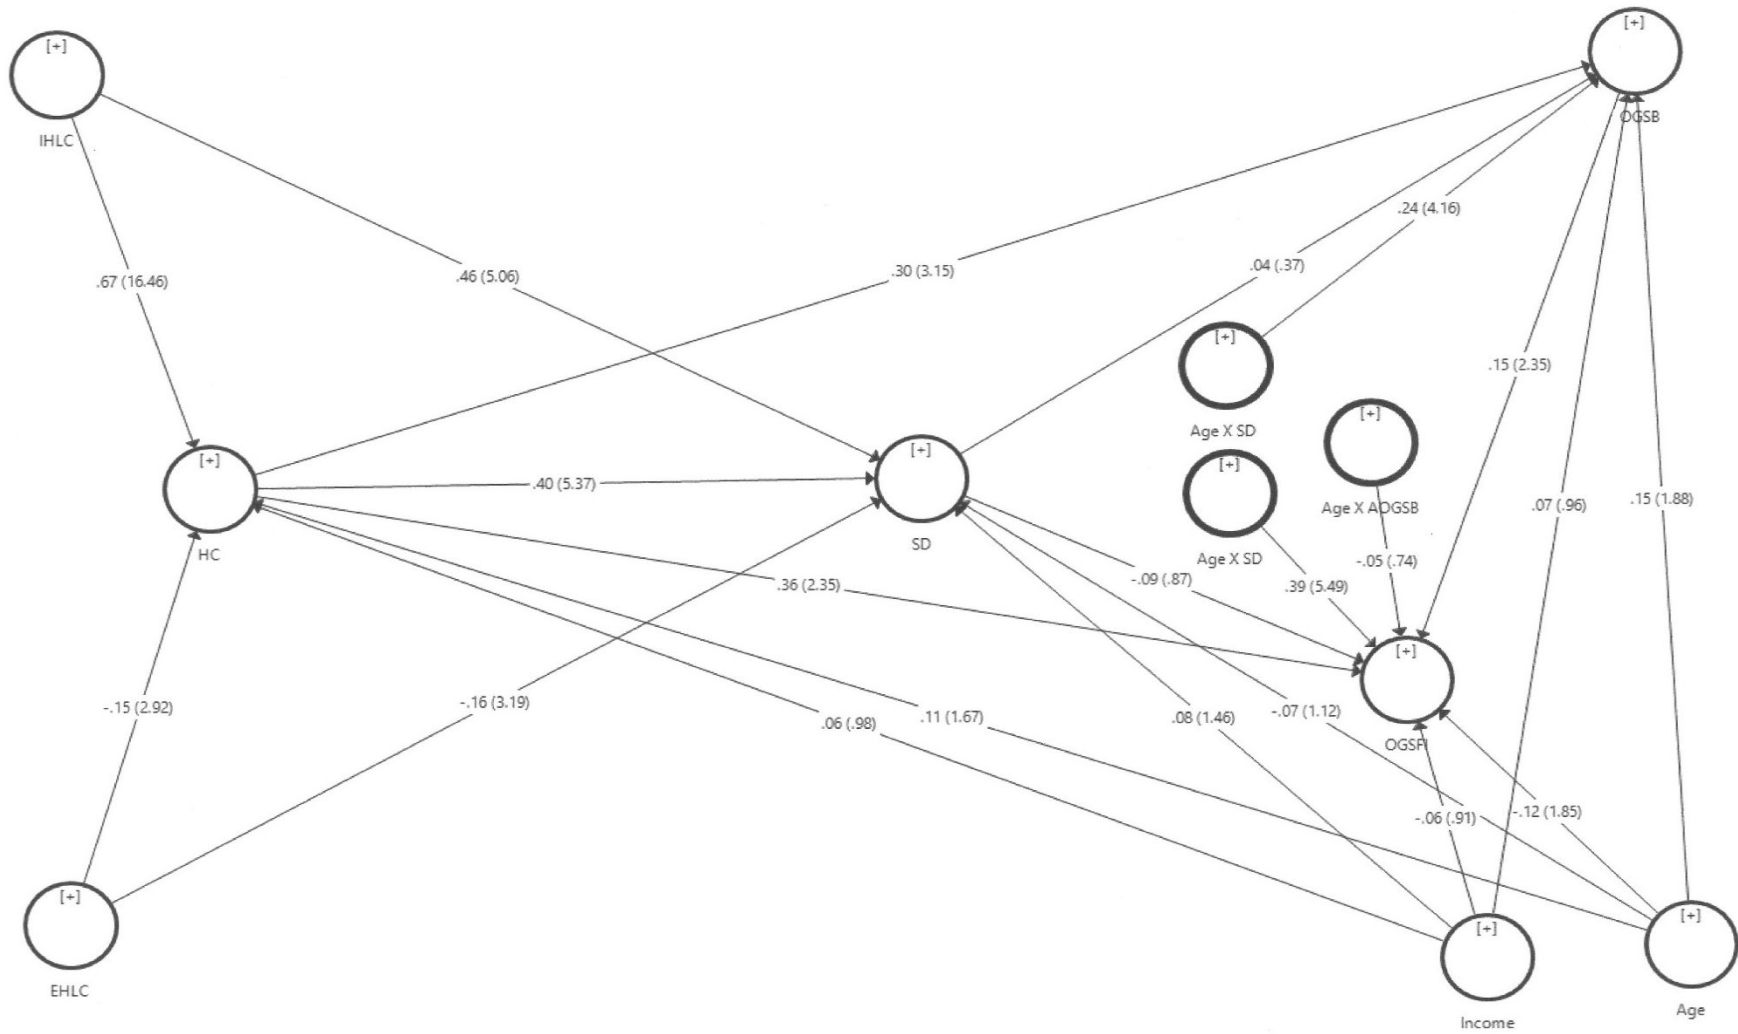 [+]
OGSB
[+]
IHLC
.24 (4.16)
.67 (16.46)
.46 (5.06)
.30 (3.15)
.04 (.37)
[+]
Age X SD
.15 (2.35)
[+]
Age X AOGSB
[+]
HC
.40 (5.37)
[+]
SD
[+]
Age X SD
.07 (.96)
.15 (1.88)
.36 (2.35)
-.09 (.87)
.39 (5.49)
-.05 (.74)
[+]
OGSFI
-.15 (2.92)
-.16 (3.19)
.06 (.98)
.11 (1.67)
.08 (1.46)
-.07 (1.12)
-.06 (.91)
-.12 (1.85)
[+]
EHLC
[+]
Income
[+]
Age